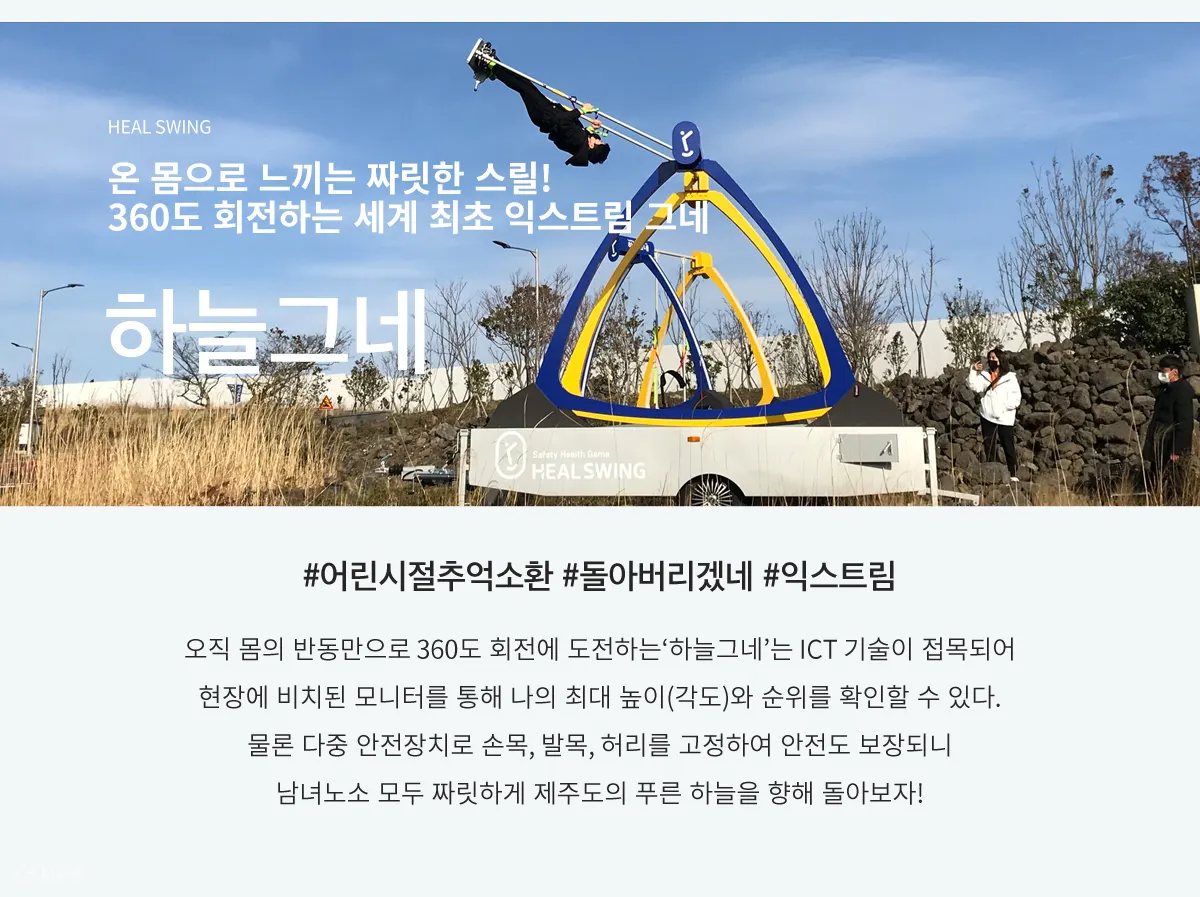 HEAL SWING
온 몸으로 느끼는 짜릿한 스릴!
360도 회전하는 세계 최초 익스트림 그네
하늘그네
Safety Health Game
HEALSWING
#어린시절추억소환 #돌아버리겠네 #익스트림
오직 몸의 반동만으로 360도 회전에 도전하는‘하늘그네’는 ICT 기술이 접목되어
현장에 비치된 모니터를 통해 나의 최대 높이(각도)와 순위를 확인할 수 있다.
물론 다중 안전장치로 손목, 발목, 허리를 고정하여 안전도 보장되니
남녀노소 모두 짜릿하게 제주도의 푸른 하늘을 향해 돌아보자!